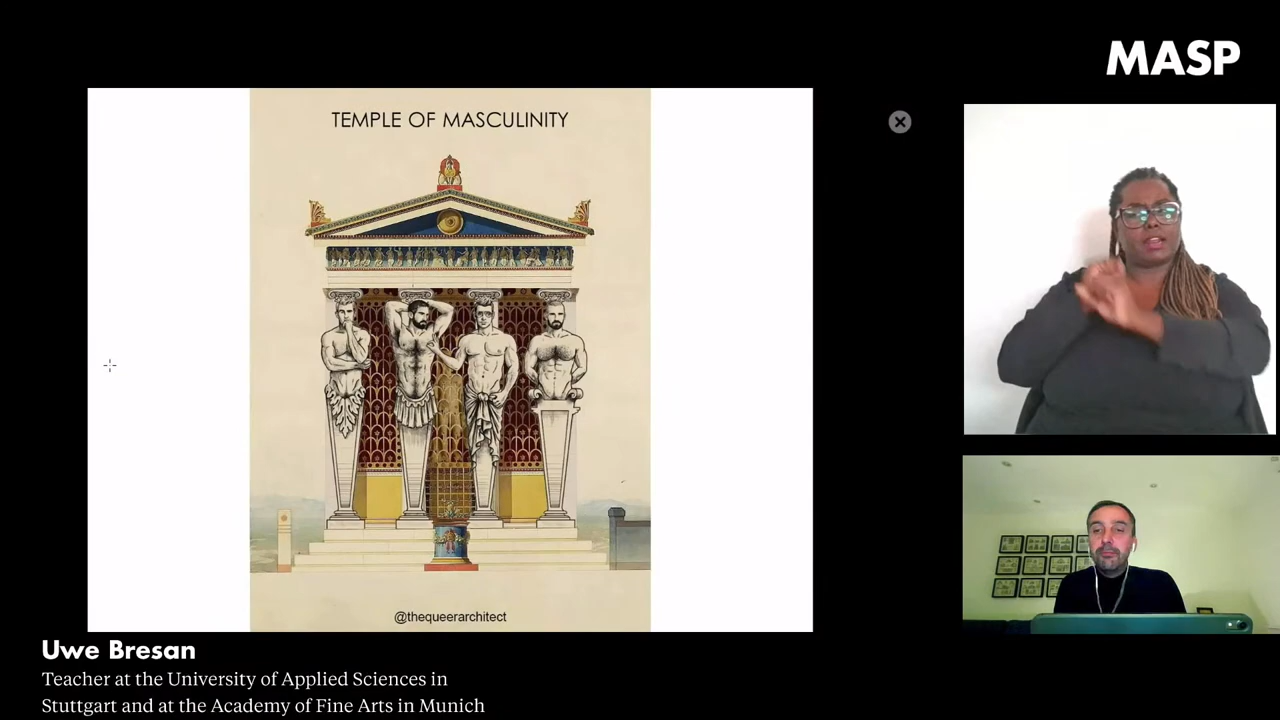 MASP
TEMPLE OF MASCULINITY
@thequeerarchitect
Uwe Bresan
Teacher at the University of Applied Sciences in
Stuttgart and at the Academy of Fine Arts in Munich